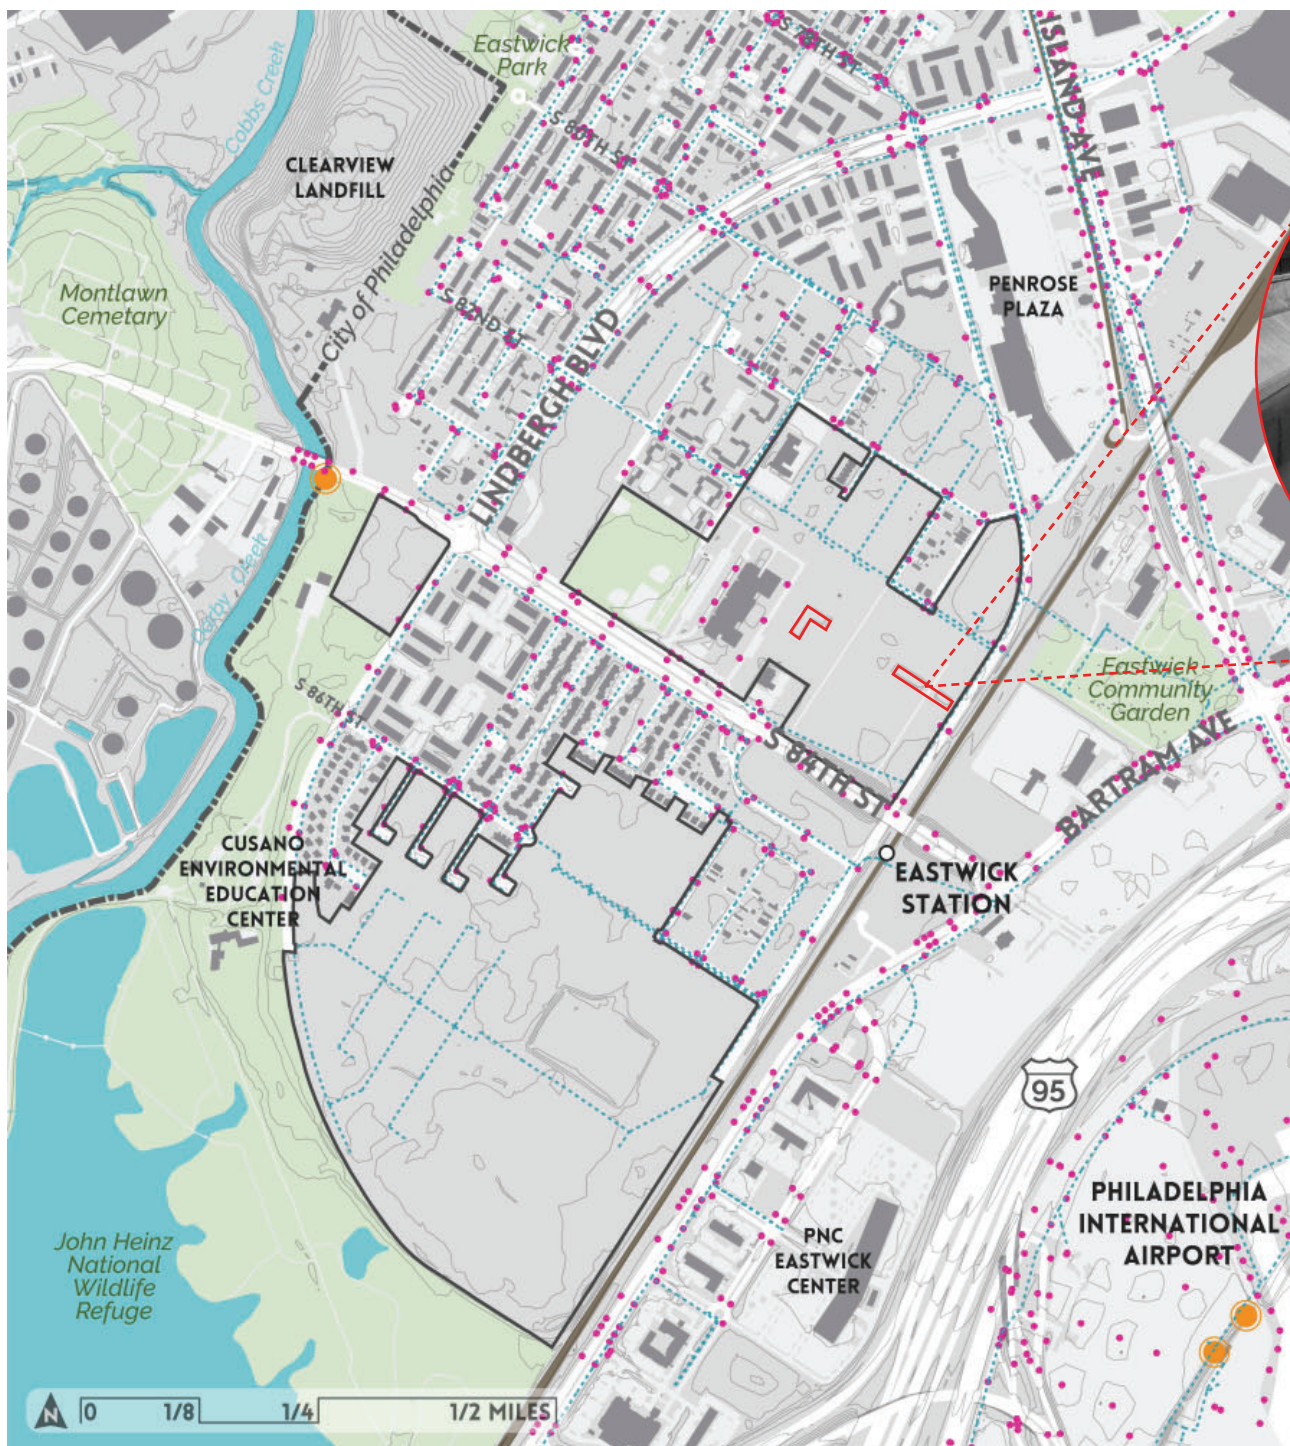 Eastwick
Park
S 78TH ST
ISLAND AVE
Cobbs Creek
CLEARVIEW
LANDFILL
S 80TH ST
City of Philadelphia
Montlawn
Cemetary
S 82ND ST
LINDBERGH BLVD
PENROSE
PLAZA
Darby Creek
S 86TH ST
Eastwick
Community
Garden
S 84TH ST
BARTRAM AVE
CUSANO
ENVIRONMENTAL
EDUCATION
CENTER
EASTWICK
STATION
95
PHILADELPHIA
INTERNATIONAL
AIRPORT
John Heinz
National
Wildlife
Refuge
PNC
EASTWICK
CENTER
N 0 1/8 1/4 1/2 MILES